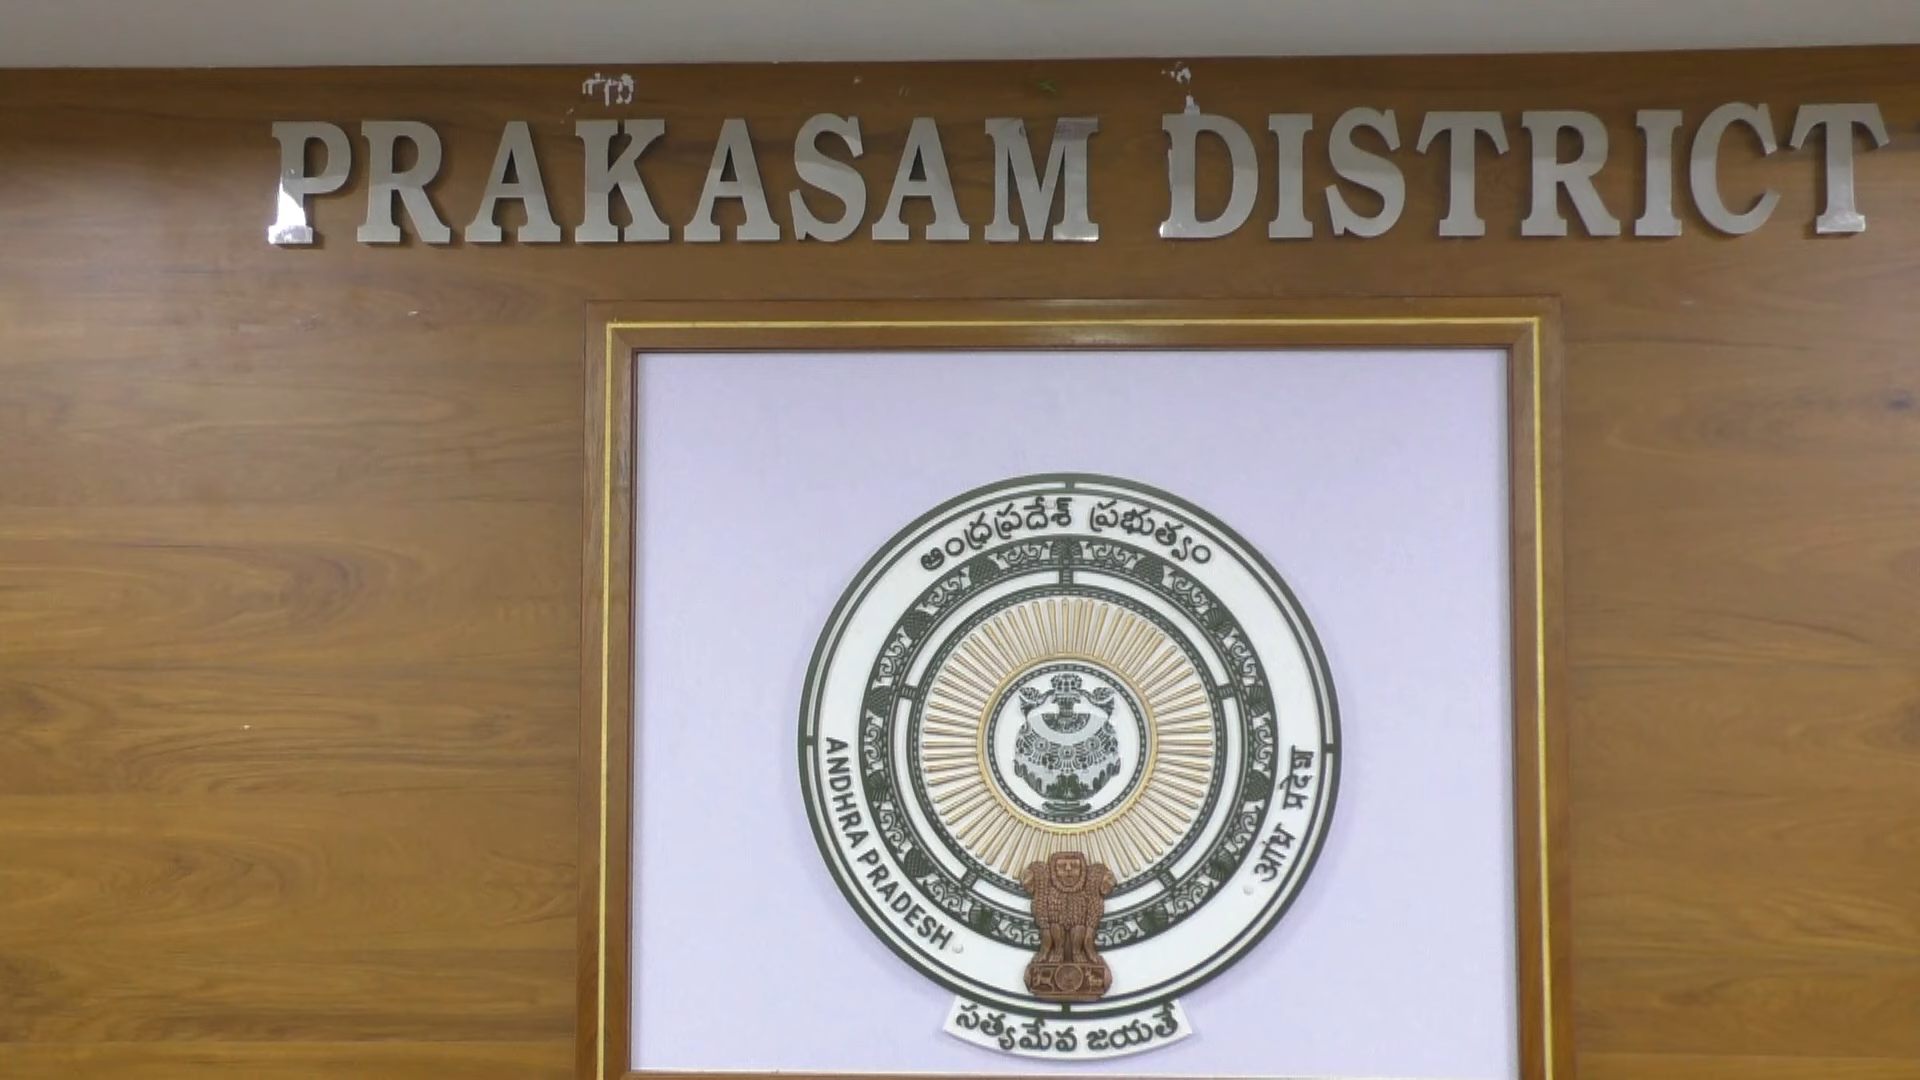 PRAKASAM DISTRICT
ఆంధ్రప్రదేశ్ ప్రభుత్వం
ANDHRA PRADESH
आंध्र प्रदेश
సత్యమేవ జయతే